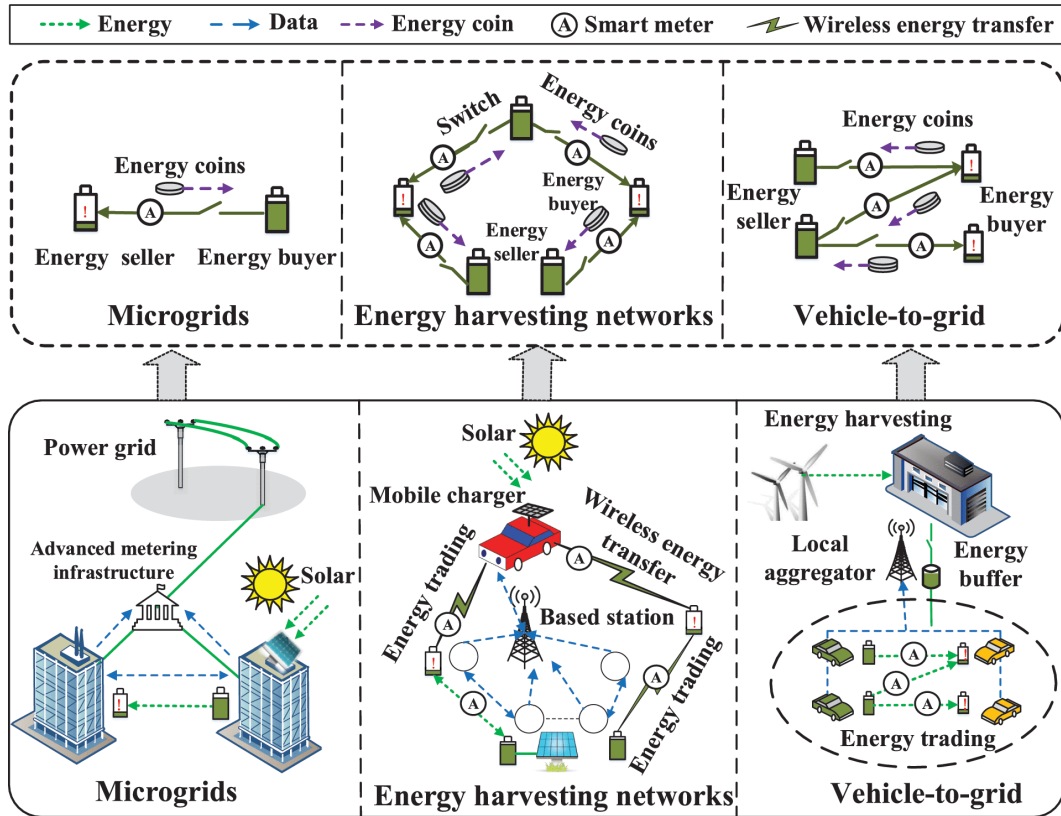 Energy
Data
Energy coin
A
Smart meter
Wireless energy transfer
Energy coins
!
A
Energy seller
Energy buyer
Microgrids
Switch
Energy coins
A
A
!
!
Energy
buyer
Energy
seller
A
A
Energy harvesting networks
Energy coins
A
!
Energy
seller
Energy
buyer
A
A
!
Vehicle-to-grid
Power grid
Advanced metering
infrastructure
Solar
!
Microgrids
Solar
Mobile charger
Energy trading
Wireless energy
transfer
A
A
Based station
!
!
A
A
Energy trading
Energy harvesting networks
Energy harvesting
Local
aggregator
Energy
buffer
A
!
A
A
!
Energy trading
Vehicle-to-grid